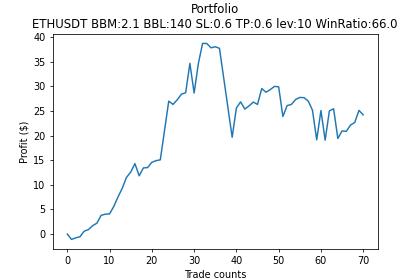 Portfolio
ETHUSDT BBM:2.1 BBL:140 SL:0.6 TP:0.6 lev:10 WinRatio:66.0
40
35
30
25
20
15
10
5
0
Profit ($)
0 10 20 30 40 50 60 70
Trade counts